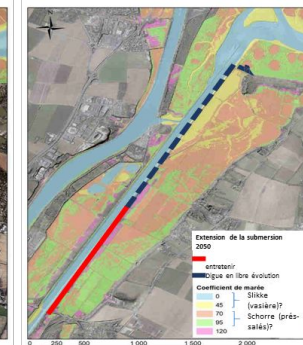 Extension de la submersion
2050
entretenir
Digue en libre évolution
Coefficient de marée
0
45
70
95
120
Slikke
(vasière)?
Schorre (prés-
salés)?
0 250 500 1 000 1 500 2 000